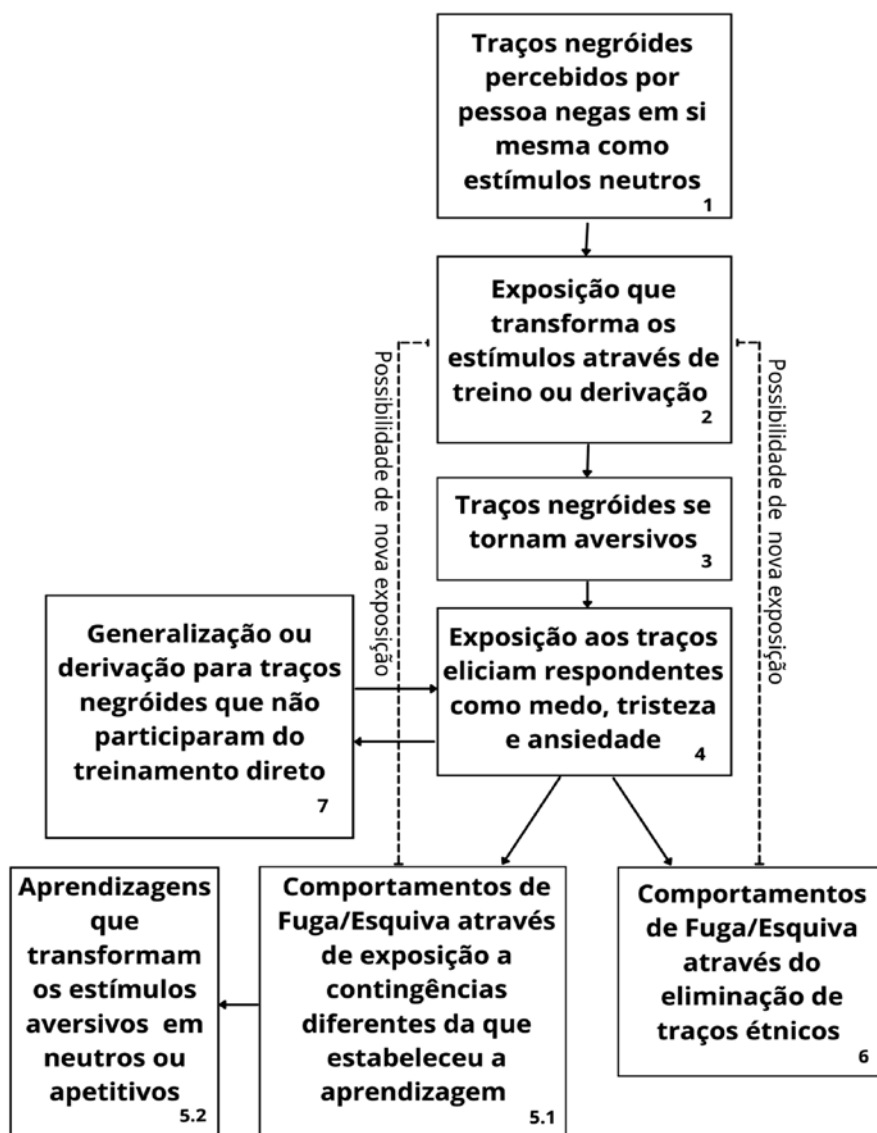 Traços negróides
percebidos por
pessoa negas em si
mesma como
estímulos neutros
1
Exposição que
transforma os
estímulos através de
treino ou derivação
2
Possibilidade de nova exposição
Possibilidade de nova exposição
Traços negróides se
tornam aversivos
3
Generalização ou
derivação para traços
negróides que não
participaram do
treinamento direto
7
Exposição aos traços
eliciam respondentes
como medo, tristeza
e ansiedade
4
Aprendizagens
que
transformam
os estímulos
aversivos em
neutros ou
apetitivos
5.2
Comportamentos de
Fuga/Esquiva através
de exposição a
contingências
diferentes da que
estabeleceu a
aprendizagem
5.1
Comportamentos
de Fuga/Esquiva
através do
eliminação de
traços étnicos
6